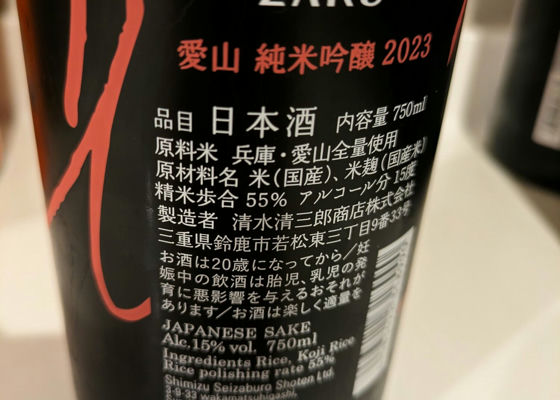 ZAKU
愛山 純米吟醸 2023
品目 日本酒 内容量 750ml
原料米 兵庫・愛山全量使用
原材料名 米(国産)、米麹(国産米)
精米歩合 55% アルコール分 15度
製造者 清水清三郎商店株式会社
三重県鈴鹿市若松東三丁目9番33号
お酒は20歳になってから/妊
娠中の飲酒は胎児、乳児の発
育に悪影響を与えるおそれが
あります/お酒は楽しく適量を
JAPANESE SAKE
Alc.15% vol. 750ml
Ingredients Rice, Koji Rice
Rice polishing rate 55%
Shimizu Seizaburo Shoten Ltd.
3-9-33 wakamatsuhigashi,